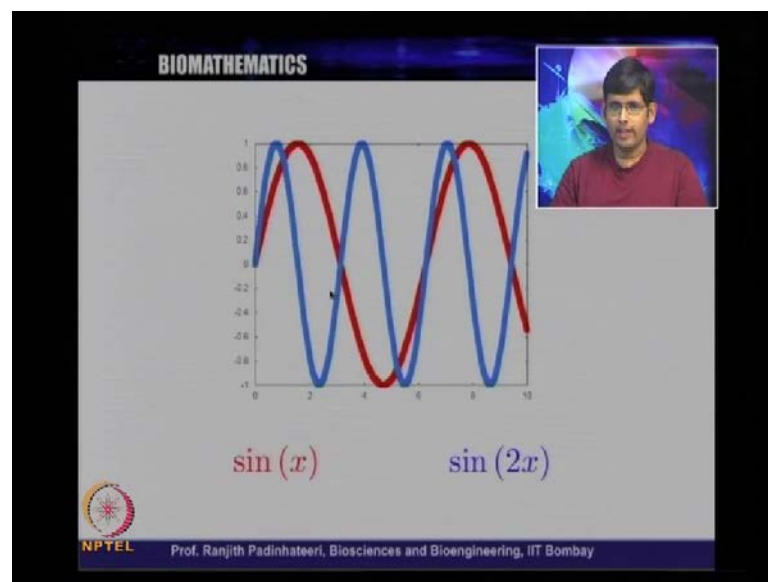 BIOMATHEMATICS
1
0.8
0.6
0.4
0.2
0
-0.2
-0.4
-0.6
-0.8
-1
0 2 4 6 8 10
sin (x) sin (2x)
NPTEL
Prof. Ranjith Padinhateeri, Biosciences and Bioengineering, IIT Bombay